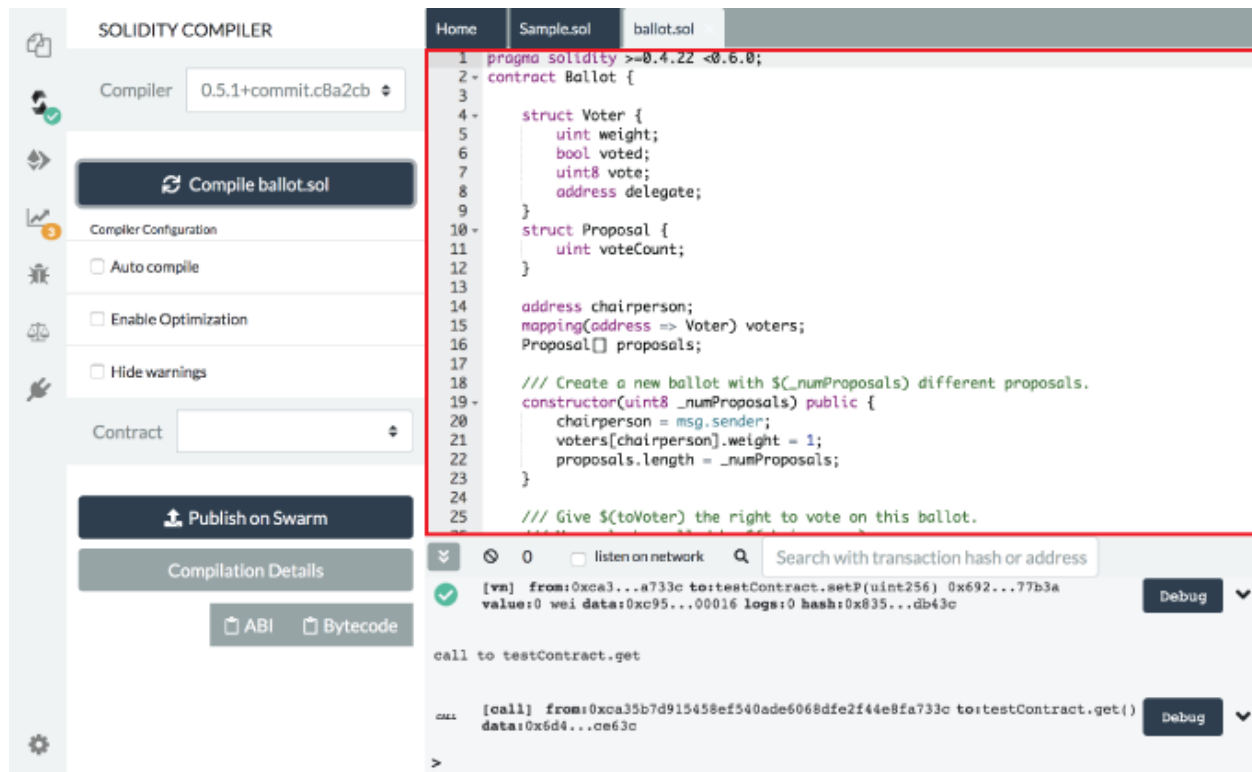 SOLIDITY COMPILER
Compiler 0.5.1+commit.c8a2cb
Compile ballot.sol
Compiler Configuration
Auto compile
3
Enable Optimization
Hide warnings
Contract
Publish on Swarm
Compilation Details
ABI Bytecode
Home Sample.sol ballot.sol
1 pragma solidity >=0.4.22 <0.6.0;
2 contract Ballot {
3
4 struct Voter {
5 uint weight;
6 bool voted;
7 uint8 vote;
8 address delegate;
9 }
10 struct Proposal {
11 uint voteCount;
12 }
13
14 address chairperson;
15 mapping(address => Voter) voters;
16 Proposal[] proposals;
17
18 /// Create a new ballot with $(_numProposals) different proposals.
19 constructor(uint8 _numProposals) public {
20 chairperson = msg.sender;
21 voters[chairperson].weight = 1;
22 proposals.length = _numProposals;
23 }
24
25 /// Give $(toVoter) the right to vote on this ballot.
0 listen on network Search with transaction hash or address
[vm] from:0xca3...a733c to:testContract.setP(uint256) 0x692...77b3a
value:0 wei data:0xc95...00016 logs:0 hash:0x835...db43c
Debug
call to testContract.get
CALL [call] from:0xca35b7d915458ef540ade6068dfe2f44e8fa733c to:testContract.get()
data:0x6d4...ce63c
Debug
>